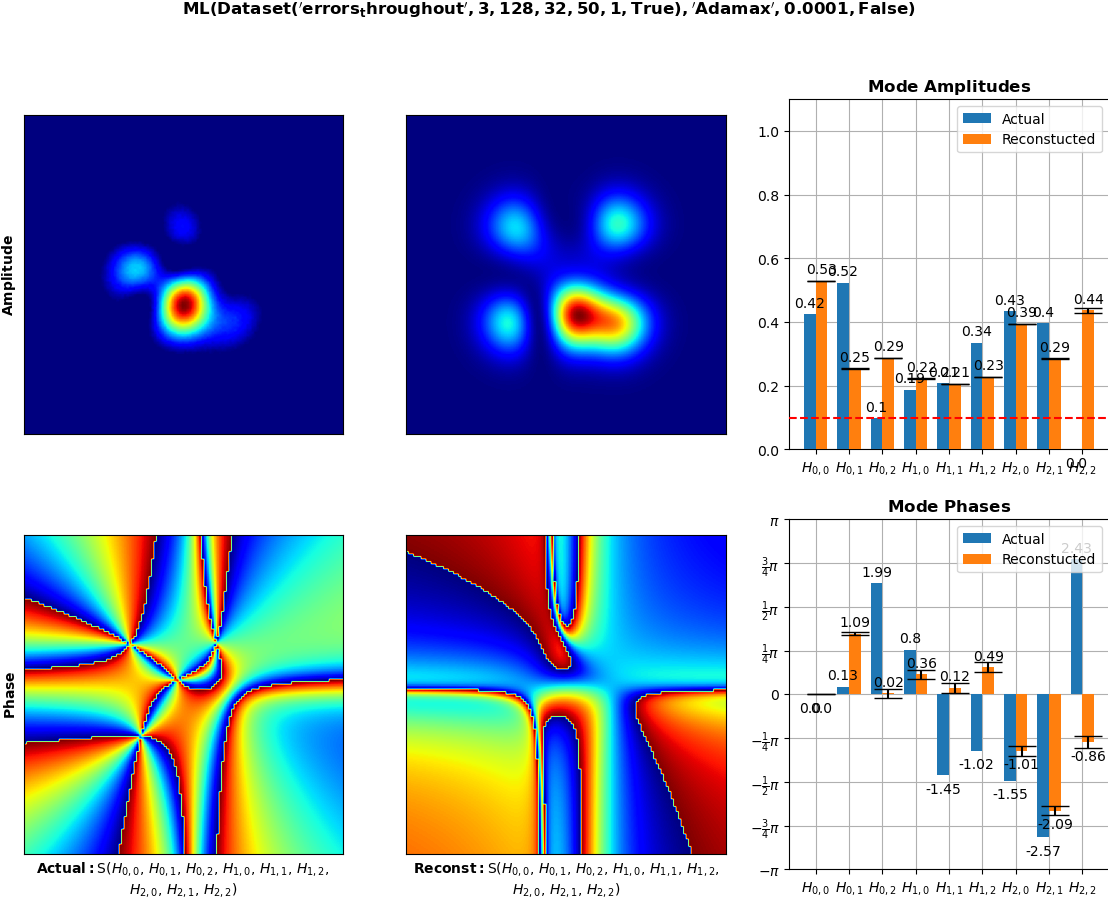 ML(Dataset('errors_throughout', 3, 128, 32, 50, 1, True), 'Adamax', 0.0001, False)
Amplitude
Mode Amplitudes
Actual
Reconstucted
1.0
0.8
0.6
0.4
0.2
0.0
0.42 0.53 0.52 0.25 0.1 0.29 0.19 0.22 0.21 0.21 0.34 0.23 0.43 0.39 0.4 0.29 0.0 0.44
H0,0 H0,1 H0,2 H1,0 H1,1 H1,2 H2,0 H2,1 H2,2
Phase
Mode Phases
Actual
Reconstucted
π
3/4π
1/2π
1/4π
0
−1/4π
−1/2π
−3/4π
−π
0.0 0.0 0.13 1.09 1.99 0.02 0.8 0.36 -1.45 0.12 -1.02 0.49 -1.55 -1.01 -2.57 -2.09 2.43 -0.86
H0,0 H0,1 H0,2 H1,0 H1,1 H1,2 H2,0 H2,1 H2,2
Actual: S(H0,0, H0,1, H0,2, H1,0, H1,1, H1,2,
H2,0, H2,1, H2,2)
Reconst: S(H0,0, H0,1, H0,2, H1,0, H1,1, H1,2,
H2,0, H2,1, H2,2)